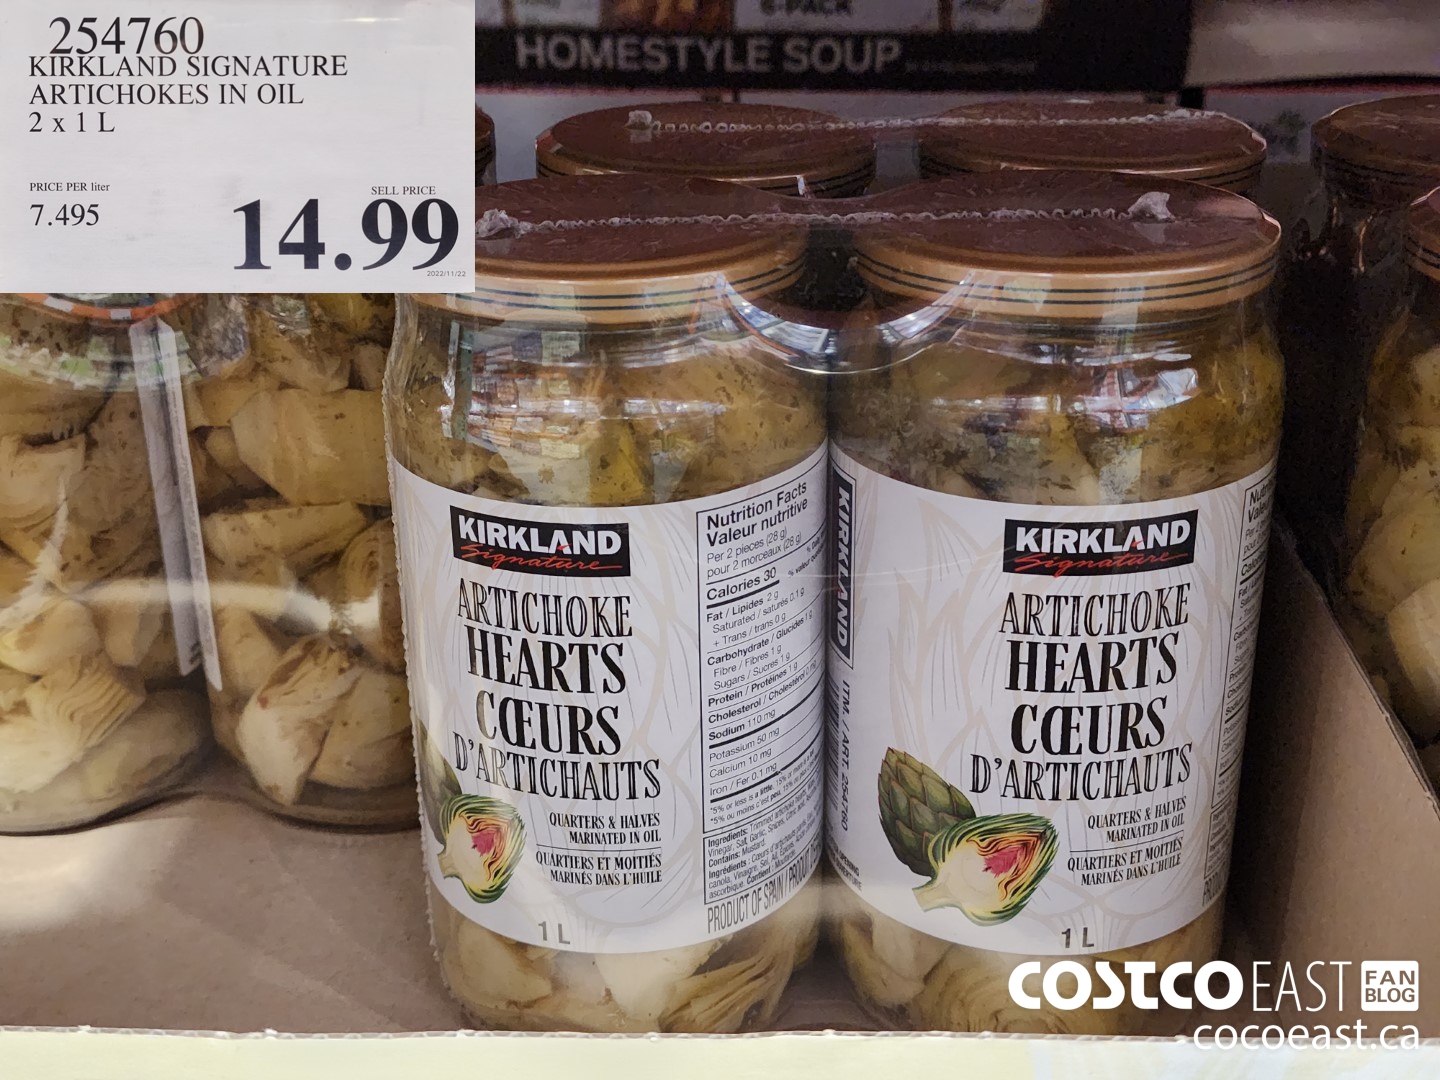 254760
KIRKLAND SIGNATURE
ARTICHOKES IN OIL
2 x 1 L
PRICE PER liter
7.495
SELL PRICE
14.99
2022/11/22
6-PACK
HOMESTYLE SOUP
KIRKLAND
Signature
ARTICHOKE
HEARTS
CŒURS
D'ARTICHAUTS
QUARTERS & HALVES
MARINATED IN OIL
QUARTIERS ET MOITIÉS
MARINÉS DANS L'HUILE
1 L
Nutrition Facts
Valeur nutritive
Per 2 pieces (28 g)
pour 2 morceaux (28 g)
Calories 30
Fat / Lipides 2 g
Saturated / saturés 0.1 g
+ Trans / trans 0 g
Carbohydrate / Glucides 1 g
Fibre / Fibres 1 g
Sugars / Sucres 1 g
Protein / Protéines 1 g
Cholesterol / Cholestérol 0 mg
Sodium 110 mg
Potassium 50 mg
Calcium 10 mg
Iron / Fer 0.1 mg
Vinegar, Salt, Garlic, Spices,
Contains: Mustard.
PRODUCT OF SPAIN /
KIRKLAND
ITM. / ART. 254760
KIRKLAND
Signature
ARTICHOKE
HEARTS
CŒURS
D'ARTICHAUTS
QUARTERS & HALVES
MARINATED IN OIL
QUARTIERS ET MOITIÉS
MARINÉS DANS L'HUILE
1 L
COSTCO EAST FAN
BLOG
cocoeast.ca